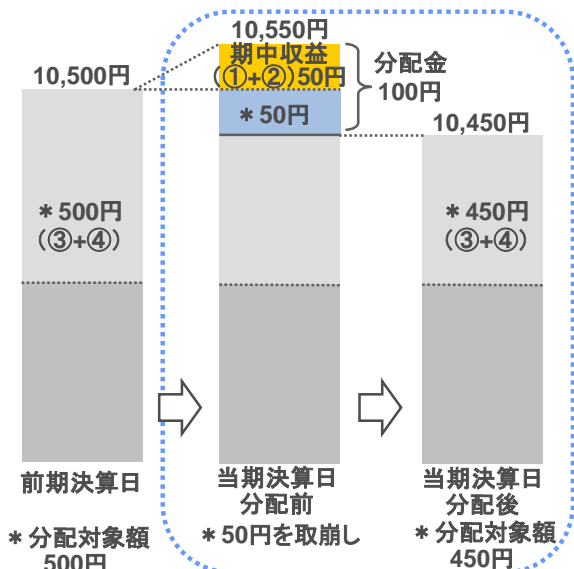 10,500円
＊500円
（③+④）
前期決算日
＊分配対象額
500円
10,550円
期中収益
（①+②）50円
＊50円
分配金
100円
当期決算日
分配前
＊50円を取崩し
10,450円
＊450円
（③+④）
当期決算日
分配後
＊分配対象額
450円